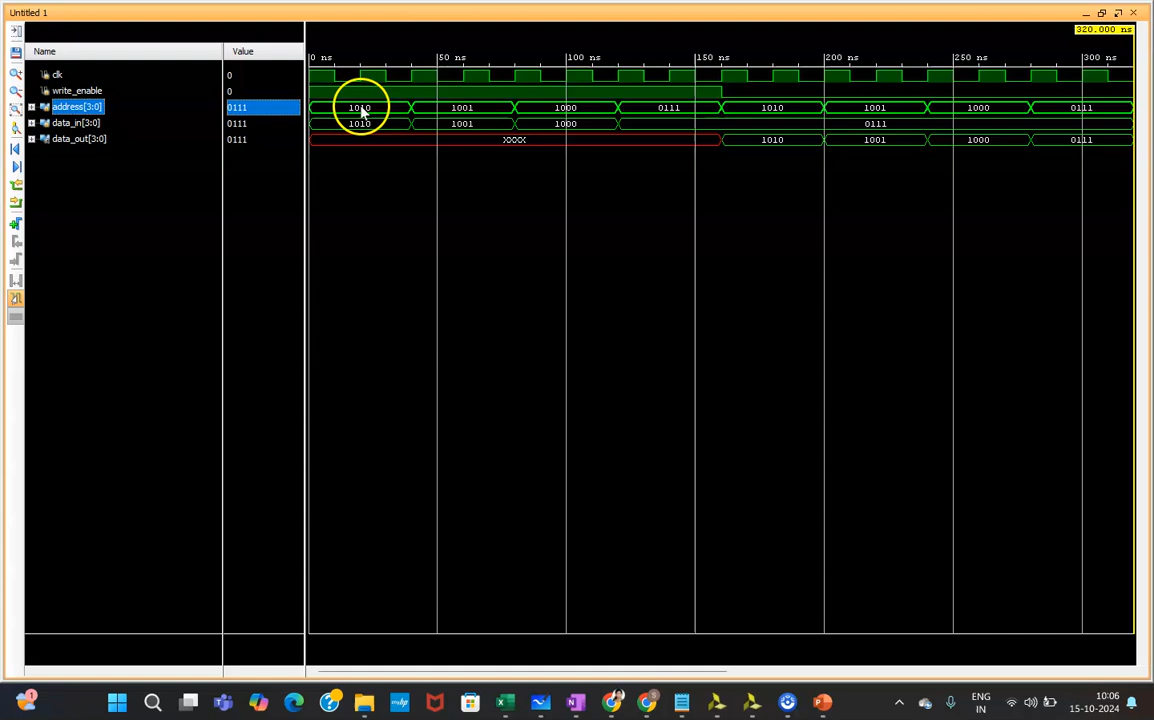 Untitled 1
320.000 ns
Name Value
0 ns 50 ns 100 ns 150 ns 200 ns 250 ns 300 ns
clk 0
write_enable 0
address[3:0] 0111 1010 1001 1000 0111 1010 1001 1000 0111
data_in[3:0] 0111 1010 1001 1000 0111
data_out[3:0] 0111 XXXX 1010 1001 1000 0111
1
myhp
ENG
IN
10:06
15-10-2024